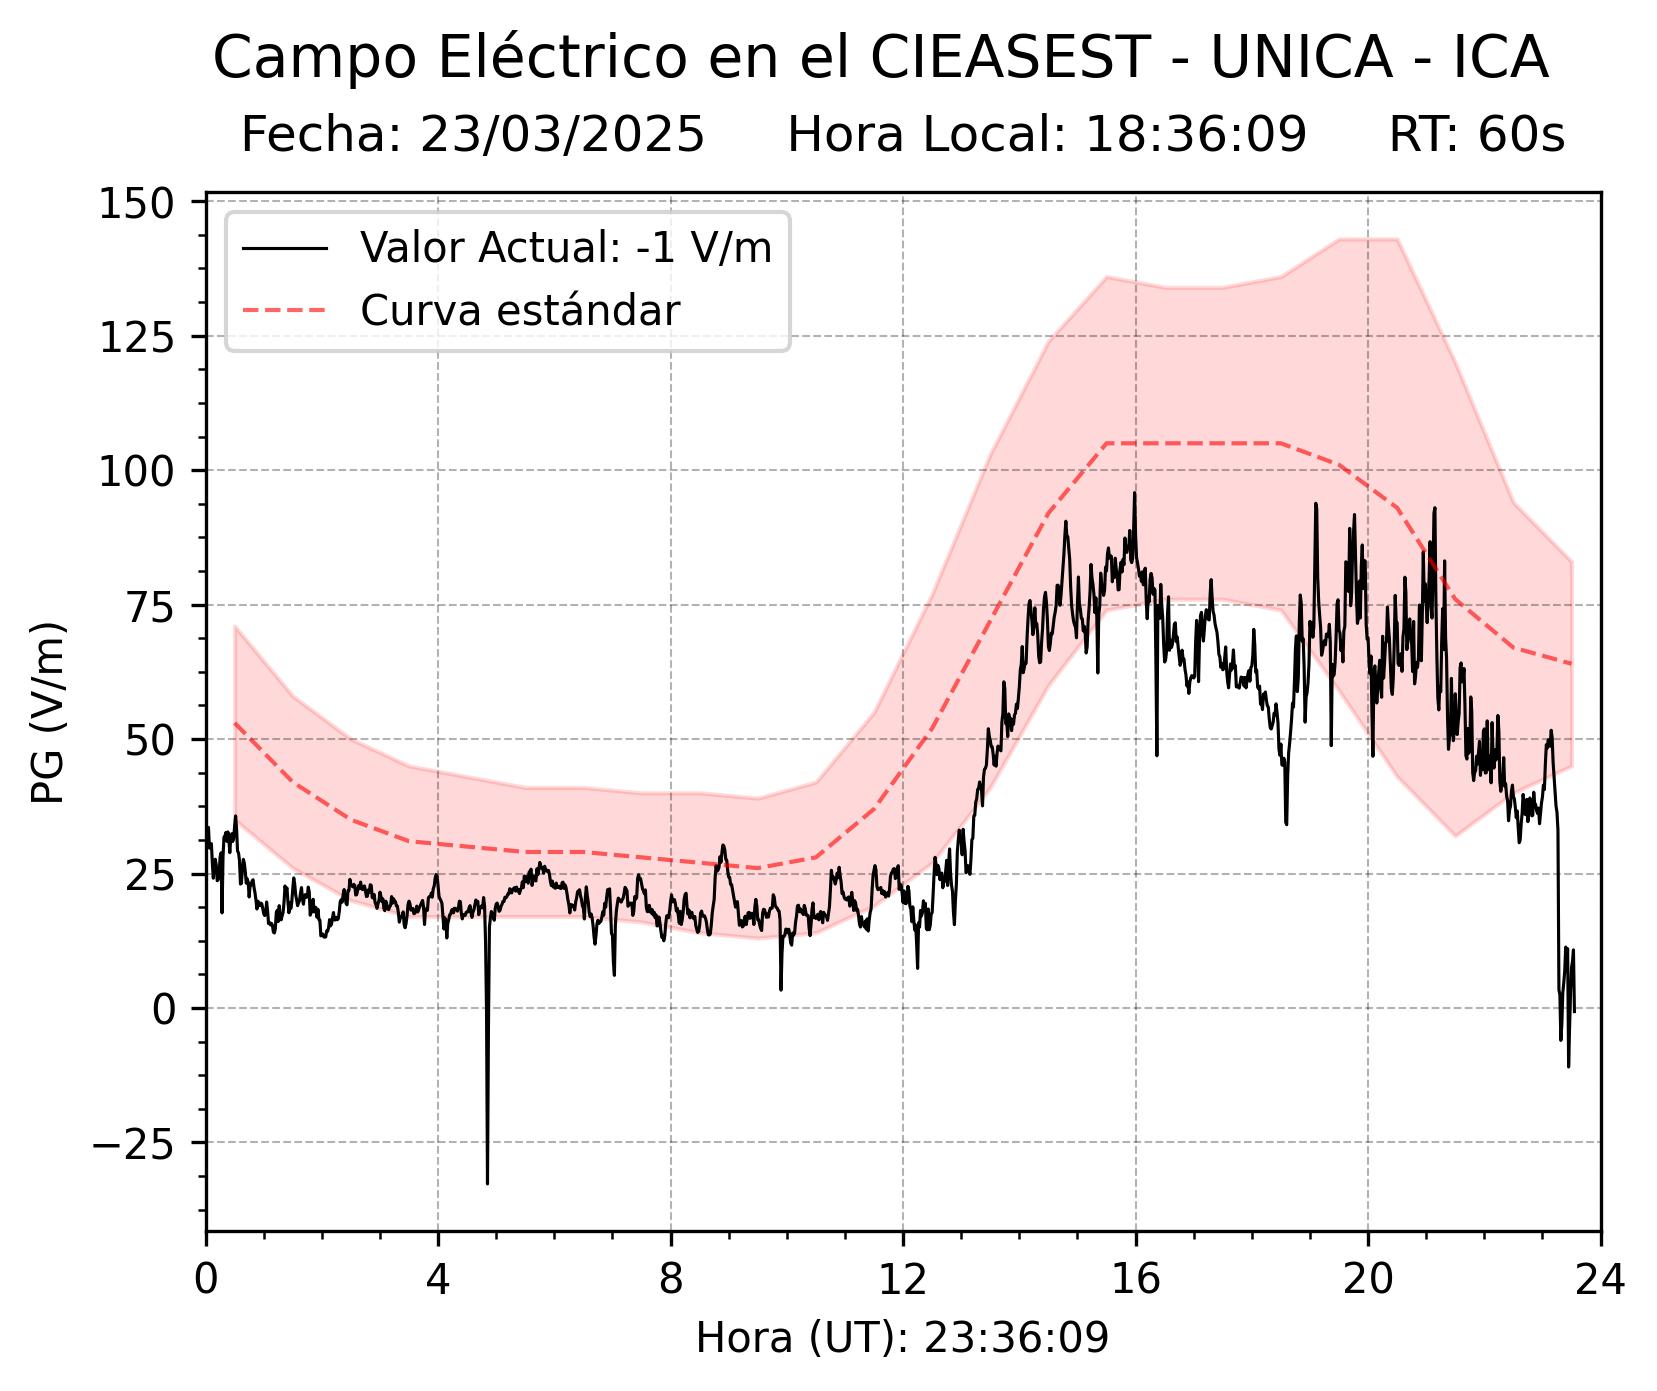 Campo Eléctrico en el CIEASEST - UNICA - ICA
Fecha: 23/03/2025 Hora Local: 18:36:09 RT: 60s
Valor Actual: -1 V/m
Curva estándar
PG (V/m)
150
125
100
75
50
25
0
−25
0 4 8 12 16 20 24
Hora (UT): 23:36:09